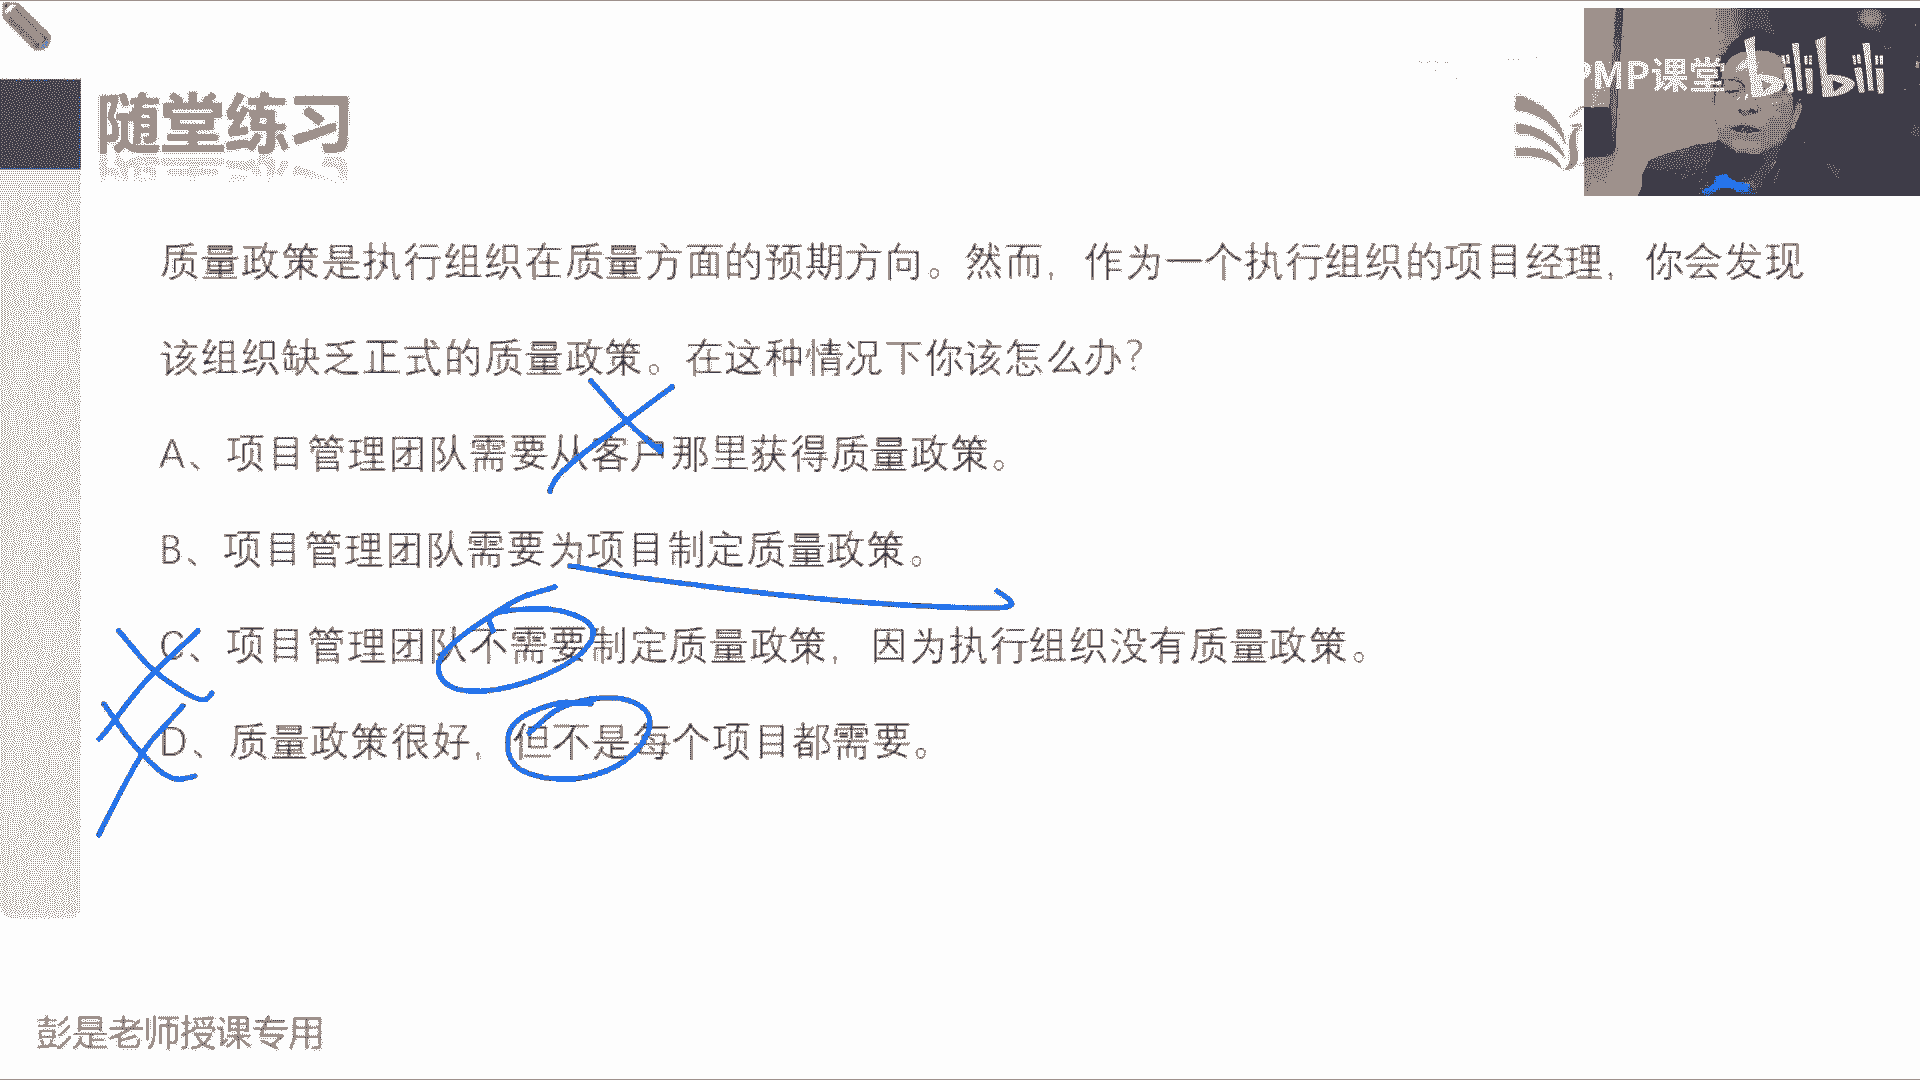 PMP课堂 bilibili
随堂练习
质量政策是执行组织在质量方面的预期方向。然而，作为一个执行组织的项目经理，你会发现
该组织缺乏正式的质量政策。在这种情况下你该怎么办？
A、项目管理团队需要从客户那里获得质量政策。
B、项目管理团队需要为项目制定质量政策。
C、项目管理团队不需要制定质量政策，因为执行组织没有质量政策。
D、质量政策很好，但不是每个项目都需要。
彭是老师授课专用